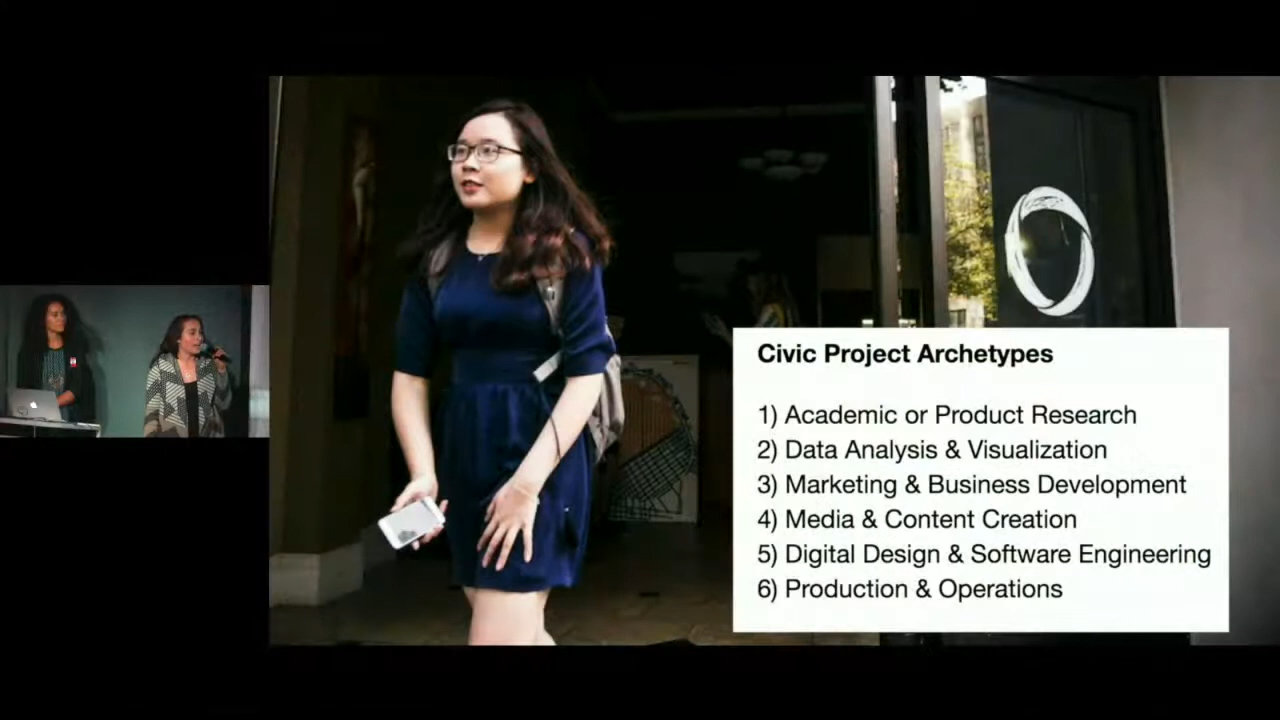 Civic Project Archetypes
1) Academic or Product Research
2) Data Analysis & Visualization
3) Marketing & Business Development
4) Media & Content Creation
5) Digital Design & Software Engineering
6) Production & Operations